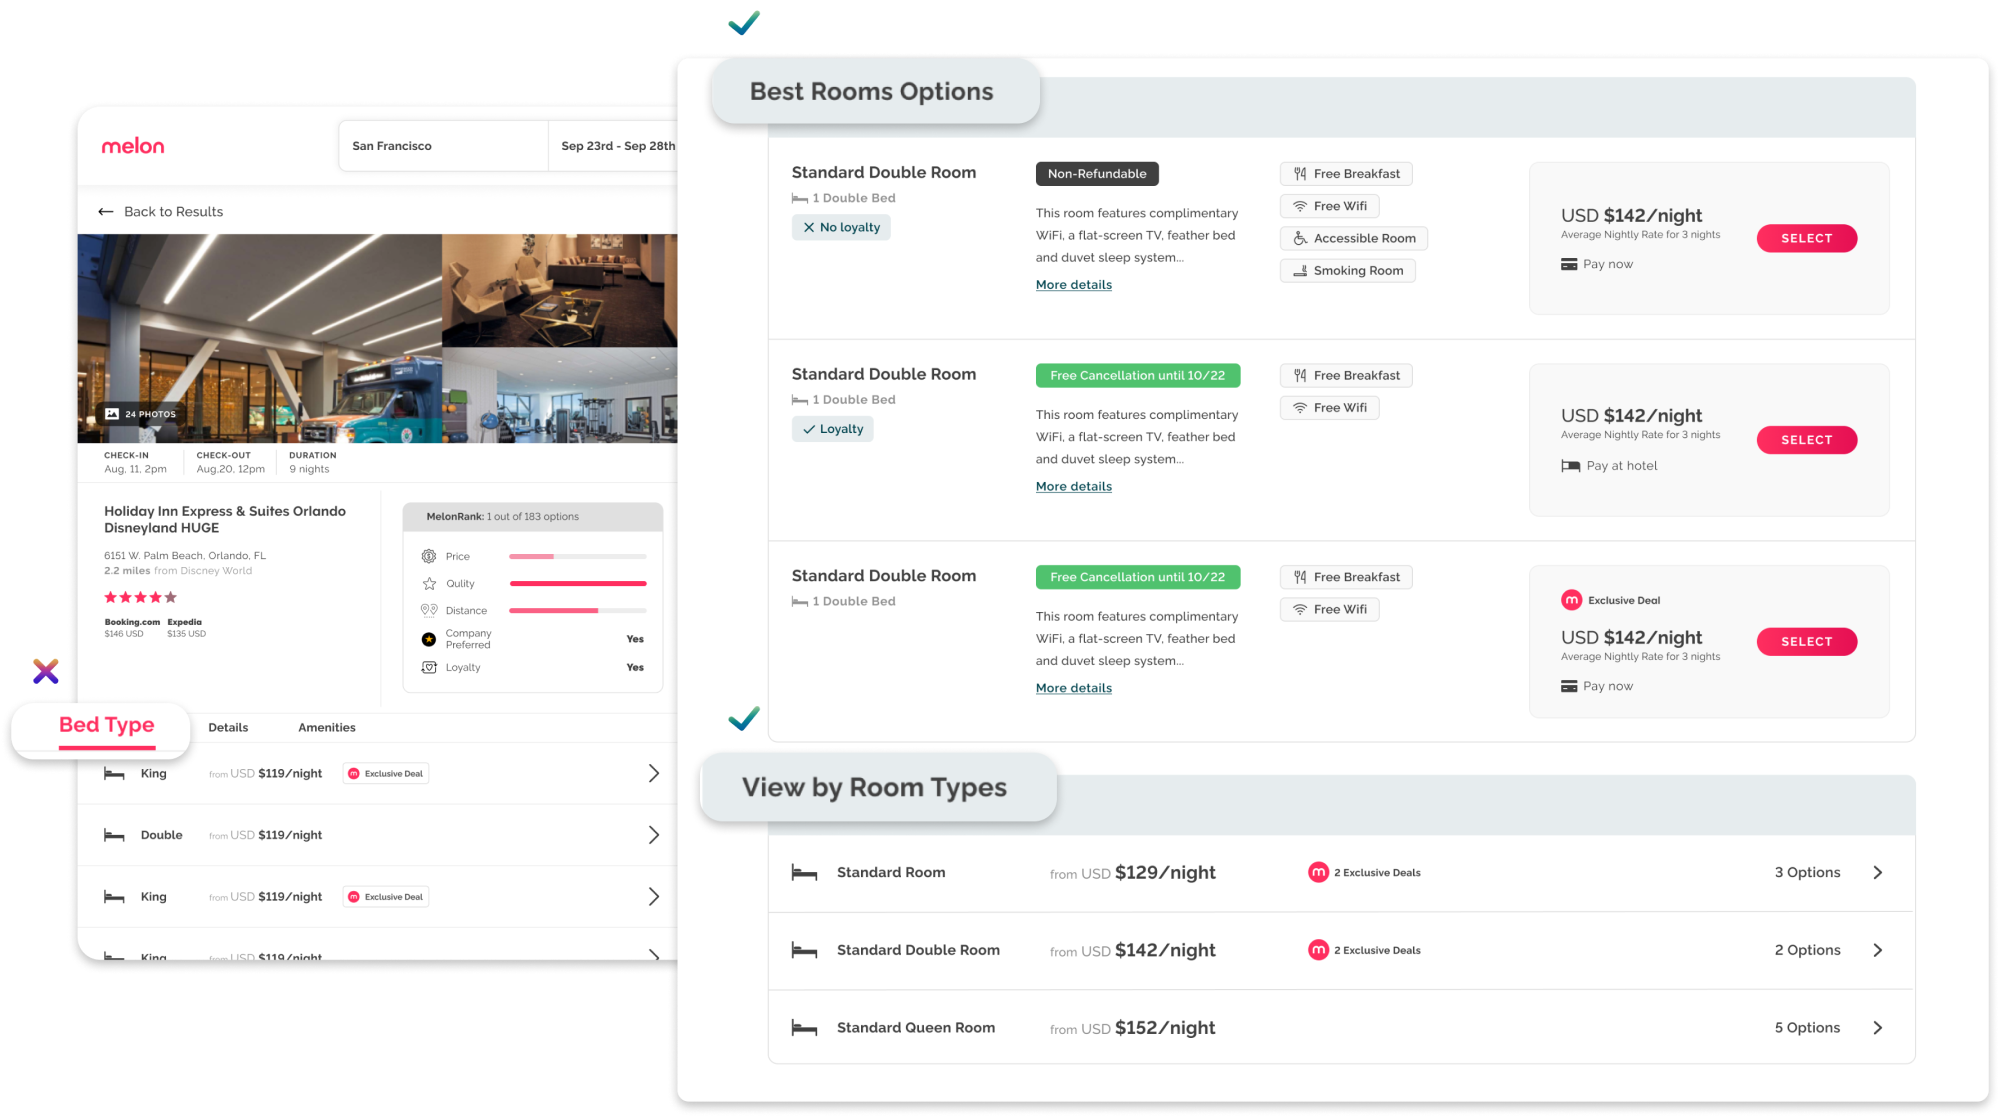 melon
San Francisco
Sep 23rd - Sep 28th
Back to Results
24 PHOTOS
CHECK-IN
Aug. 11, 2pm
CHECK-OUT
Aug.20, 12pm
DURATION
9 nights
Holiday Inn Express & Suites Orlando
Disneyland HUGE
6151 W. Palm Beach, Orlando, FL
2.2 miles from Discney World
Booking.com Expedia
$146 USD $135 USD
MelonRank: 1 out of 183 options
Price
Qulity
Distance
Company
Preferred
Yes
Loyalty
Yes
Bed Type
Details
Amenities
King
from USD $119/night
m Exclusive Deal
Double
from USD $119/night
King
from USD $119/night
m Exclusive Deal
King
from USD $119/night
Best Rooms Options
Standard Double Room
1 Double Bed
No loyalty
Non-Refundable
This room features complimentary
WiFi, a flat-screen TV, feather bed
and duvet sleep system...
More details
Free Breakfast
Free Wifi
Accessible Room
Smoking Room
USD $142/night
Average Nightly Rate for 3 nights
Pay now
SELECT
Standard Double Room
1 Double Bed
Loyalty
Free Cancellation until 10/22
This room features complimentary
WiFi, a flat-screen TV, feather bed
and duvet sleep system...
More details
Free Breakfast
Free Wifi
USD $142/night
Average Nightly Rate for 3 nights
Pay at hotel
SELECT
Standard Double Room
1 Double Bed
Free Cancellation until 10/22
This room features complimentary
WiFi, a flat-screen TV, feather bed
and duvet sleep system...
More details
Free Breakfast
Free Wifi
m Exclusive Deal
USD $142/night
Average Nightly Rate for 3 nights
Pay now
SELECT
View by Room Types
Standard Room
from USD $129/night
m 2 Exclusive Deals
3 Options
Standard Double Room
from USD $142/night
m 2 Exclusive Deals
2 Options
Standard Queen Room
from USD $152/night
5 Options